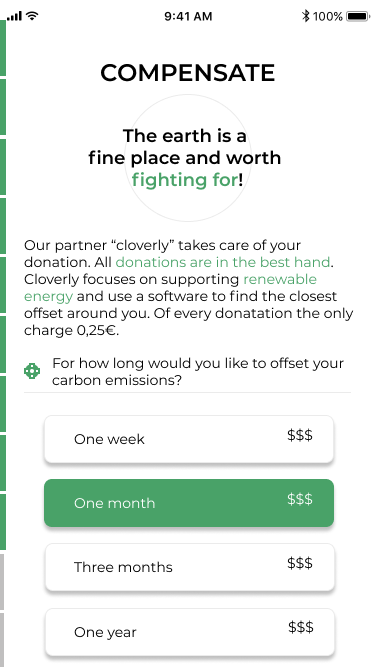 9:41 AM
100%
COMPENSATE
The earth is a
fine place and worth
fighting for!
Our partner “cloverly” takes care of your
donation. All donations are in the best hand.
Cloverly focuses on supporting renewable
energy and use a software to find the closest
offset around you. Of every donatation the only
charge 0,25€.
For how long would you like to offset your
carbon emissions?
One week $$$
One month $$$
Three months $$$
One year $$$